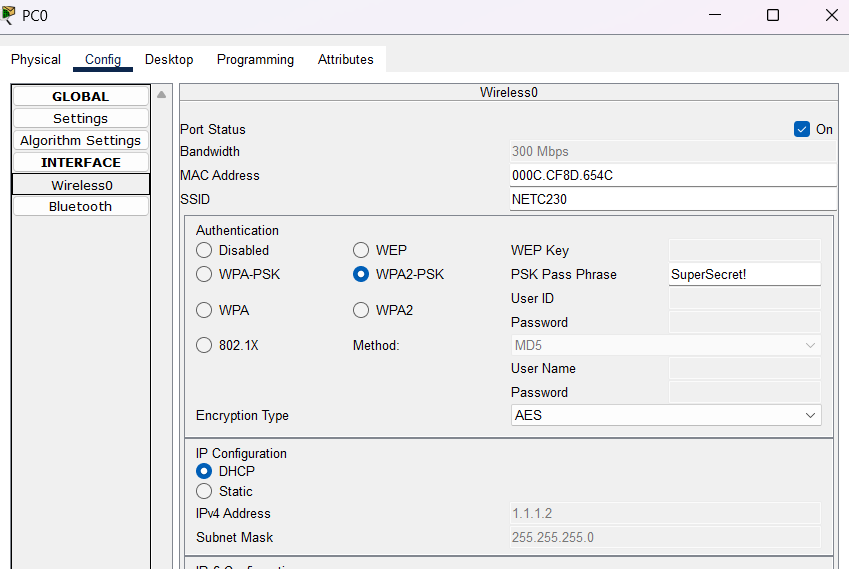 PC0
Physical Config Desktop Programming Attributes
GLOBAL
Settings
Algorithm Settings
INTERFACE
Wireless0
Bluetooth
Wireless0
Port Status On
Bandwidth 300 Mbps
MAC Address 000C.CF8D.654C
SSID NETC230
Authentication
Disabled WEP WEP Key
WPA-PSK WPA2-PSK PSK Pass Phrase SuperSecret!
User ID
WPA WPA2
Password
802.1X Method: MD5
User Name
Password
Encryption Type AES
IP Configuration
DHCP
Static
IPv4 Address 1.1.1.2
Subnet Mask 255.255.255.0